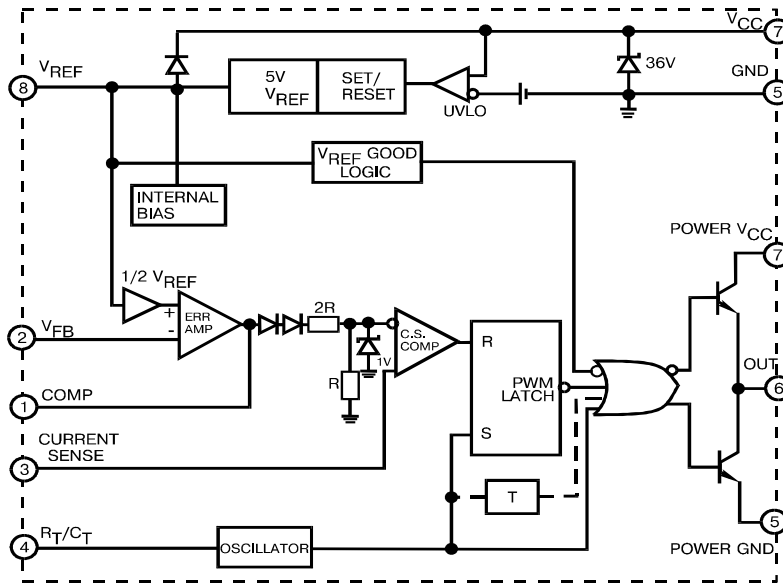 VCC
7
VREF
8
5V
VREF
SET/
RESET
36V
GND
5
UVLO
VREF GOOD
LOGIC
INTERNAL
BIAS
POWER VCC
7
1/2 VREF
+
-
ERR
AMP
2R
VFB
2
C.S.
COMP
1V
R
R
PWM
LATCH
S
OUT
6
COMP
1
CURRENT
SENSE
3
T
RT/CT
4
OSCILLATOR
5
POWER GND